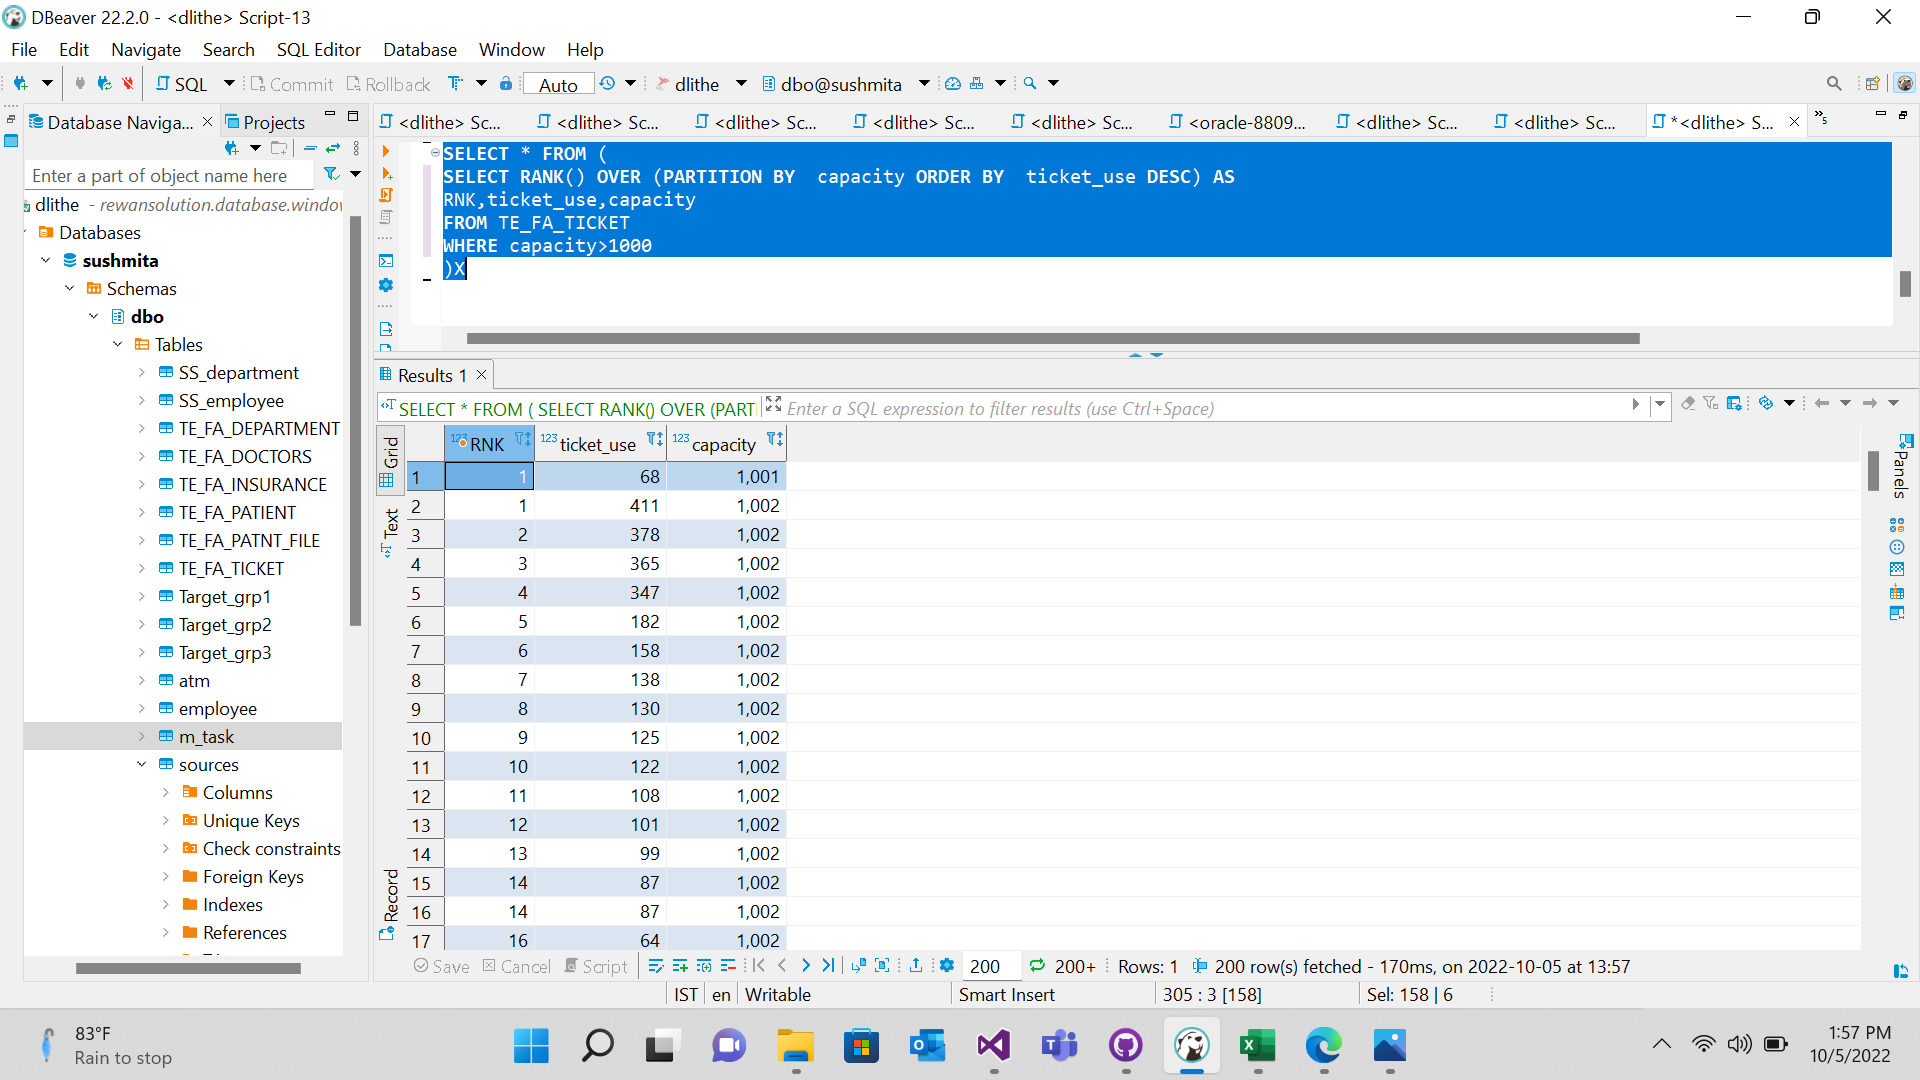 DBeaver 22.2.0 - <dlithe> Script-13
File Edit Navigate Search SQL Editor Database Window Help
SQL Commit Rollback Auto dlithe dbo@sushmita
Database Naviga... Projects
<dlithe> Sc... <dlithe> Sc... <dlithe> Sc... <dlithe> Sc... <dlithe> Sc... <oracle-8809... <dlithe> Sc... <dlithe> Sc... *<dlithe> S... »5
Enter a part of object name here
dlithe - rewansolution.database.window
Databases
sushmita
Schemas
dbo
Tables
SS_department
SS_employee
TE_FA_DEPARTMENT
TE_FA_DOCTORS
TE_FA_INSURANCE
TE_FA_PATIENT
TE_FA_PATNT_FILE
TE_FA_TICKET
Target_grp1
Target_grp2
Target_grp3
atm
employee
m_task
sources
Columns
Unique Keys
Check constraints
Foreign Keys
Indexes
References
SELECT * FROM (
SELECT RANK() OVER (PARTITION BY  capacity ORDER BY  ticket_use DESC) AS
RNK,ticket_use,capacity
FROM TE_FA_TICKET
WHERE capacity>1000
)X
Results 1
SELECT * FROM ( SELECT RANK() OVER (PARTI Enter a SQL expression to filter results (use Ctrl+Space)
Grid
Text
Record
Panels
123 RNK 123 ticket_use 123 capacity
1 1 68 1,001
2 1 411 1,002
3 2 378 1,002
4 3 365 1,002
5 4 347 1,002
6 5 182 1,002
7 6 158 1,002
8 7 138 1,002
9 8 130 1,002
10 9 125 1,002
11 10 122 1,002
12 11 108 1,002
13 12 101 1,002
14 13 99 1,002
15 14 87 1,002
16 14 87 1,002
17 16 64 1,002
Save Cancel Script 200 200+ Rows: 1 200 row(s) fetched - 170ms, on 2022-10-05 at 13:57
IST en Writable Smart Insert 305 : 3 [158] Sel: 158 | 6
83°F
Rain to stop
1:57 PM
10/5/2022